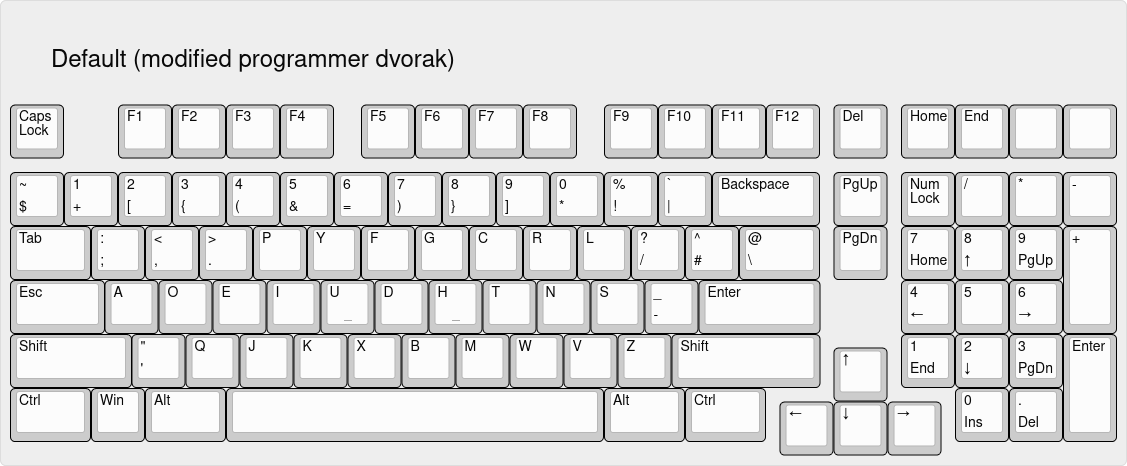 Default (modified programmer dvorak)
Caps Lock F1 F2 F3 F4 F5 F6 F7 F8 F9 F10 F11 F12 Del Home End
~ 1 2 3 4 5 6 7 8 9 0 % ` Backspace PgUp Num Lock / * -
$ + [ { ( & = ) } ] * ! |
Tab : < > P Y F G C R L ? ^ @ PgDn 7 8 9 +
; , . / # \ Home ↑ PgUp
Esc A O E I U D H T N S _ Enter 4 5 6
_ _ - ← →
Shift " Q J K X B M W V Z Shift ↑ 1 2 3 Enter
' End ↓ PgDn
Ctrl Win Alt Alt Ctrl ← ↓ → 0 .
Ins Del